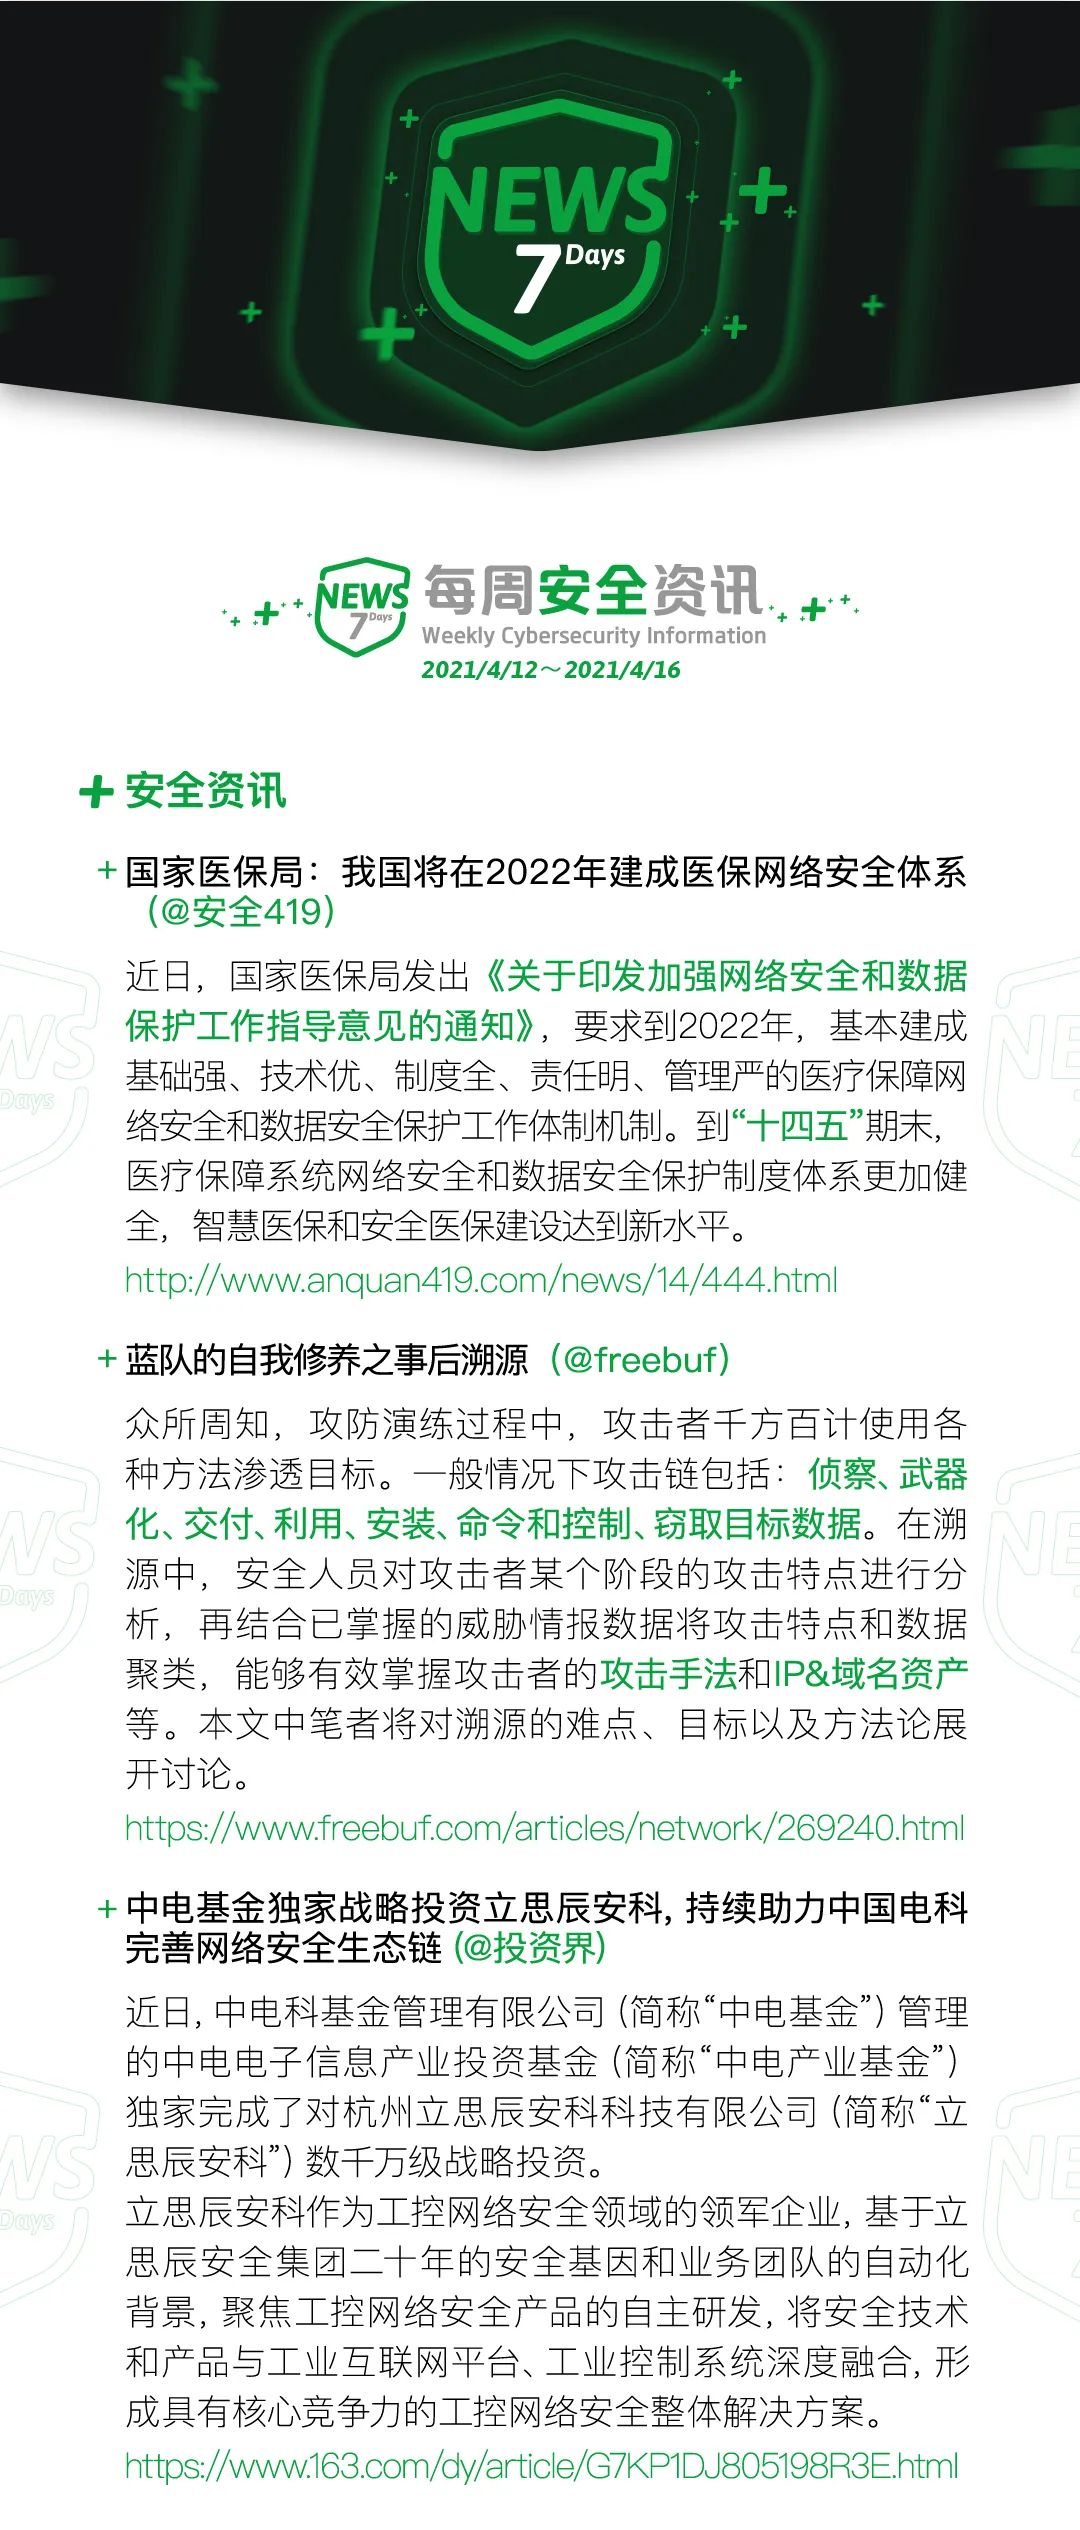 NEWS
7 Days
NEWS
7 Days
每周安全资讯
Weekly Cybersecurity Information
2021/4/12～2021/4/16
安全资讯
+ 国家医保局：我国将在2022年建成医保网络安全体系
（@安全419）
近日，国家医保局发出《关于印发加强网络安全和数据
保护工作指导意见的通知》，要求到2022年，基本建成
基础强、技术优、制度全、责任明、管理严的医疗保障网
络安全和数据安全保护工作体制机制。到“十四五”期末，
医疗保障系统网络安全和数据安全保护制度体系更加健
全，智慧医保和安全医保建设达到新水平。
http://www.anquan419.com/news/14/444.html
+ 蓝队的自我修养之事后溯源（@freebuf）
众所周知，攻防演练过程中，攻击者千方百计使用各
种方法渗透目标。一般情况下攻击链包括：侦察、武器
化、交付、利用、安装、命令和控制、窃取目标数据。在溯
源中，安全人员对攻击者某个阶段的攻击特点进行分
析，再结合已掌握的威胁情报数据将攻击特点和数据
聚类，能够有效掌握攻击者的攻击手法和IP&域名资产
等。本文中笔者将对溯源的难点、目标以及方法论展
开讨论。
https://www.freebuf.com/articles/network/269240.html
+ 中电基金独家战略投资立思辰安科，持续助力中国电科
完善网络安全生态链（@投资界）
近日，中电科基金管理有限公司（简称“中电基金”）管理
的中电电子信息产业投资基金（简称“中电产业基金”）
独家完成了对杭州立思辰安科科技有限公司（简称“立
思辰安科”）数千万级战略投资。
立思辰安科作为工控网络安全领域的领军企业，基于立
思辰安全集团二十年的安全基因和业务团队的自动化
背景，聚焦工控网络安全产品的自主研发，将安全技术
和产品与工业互联网平台、工业控制系统深度融合，形
成具有核心竞争力的工控网络安全整体解决方案。
https://www.163.com/dy/article/G7KP1DJ805198R3E.html